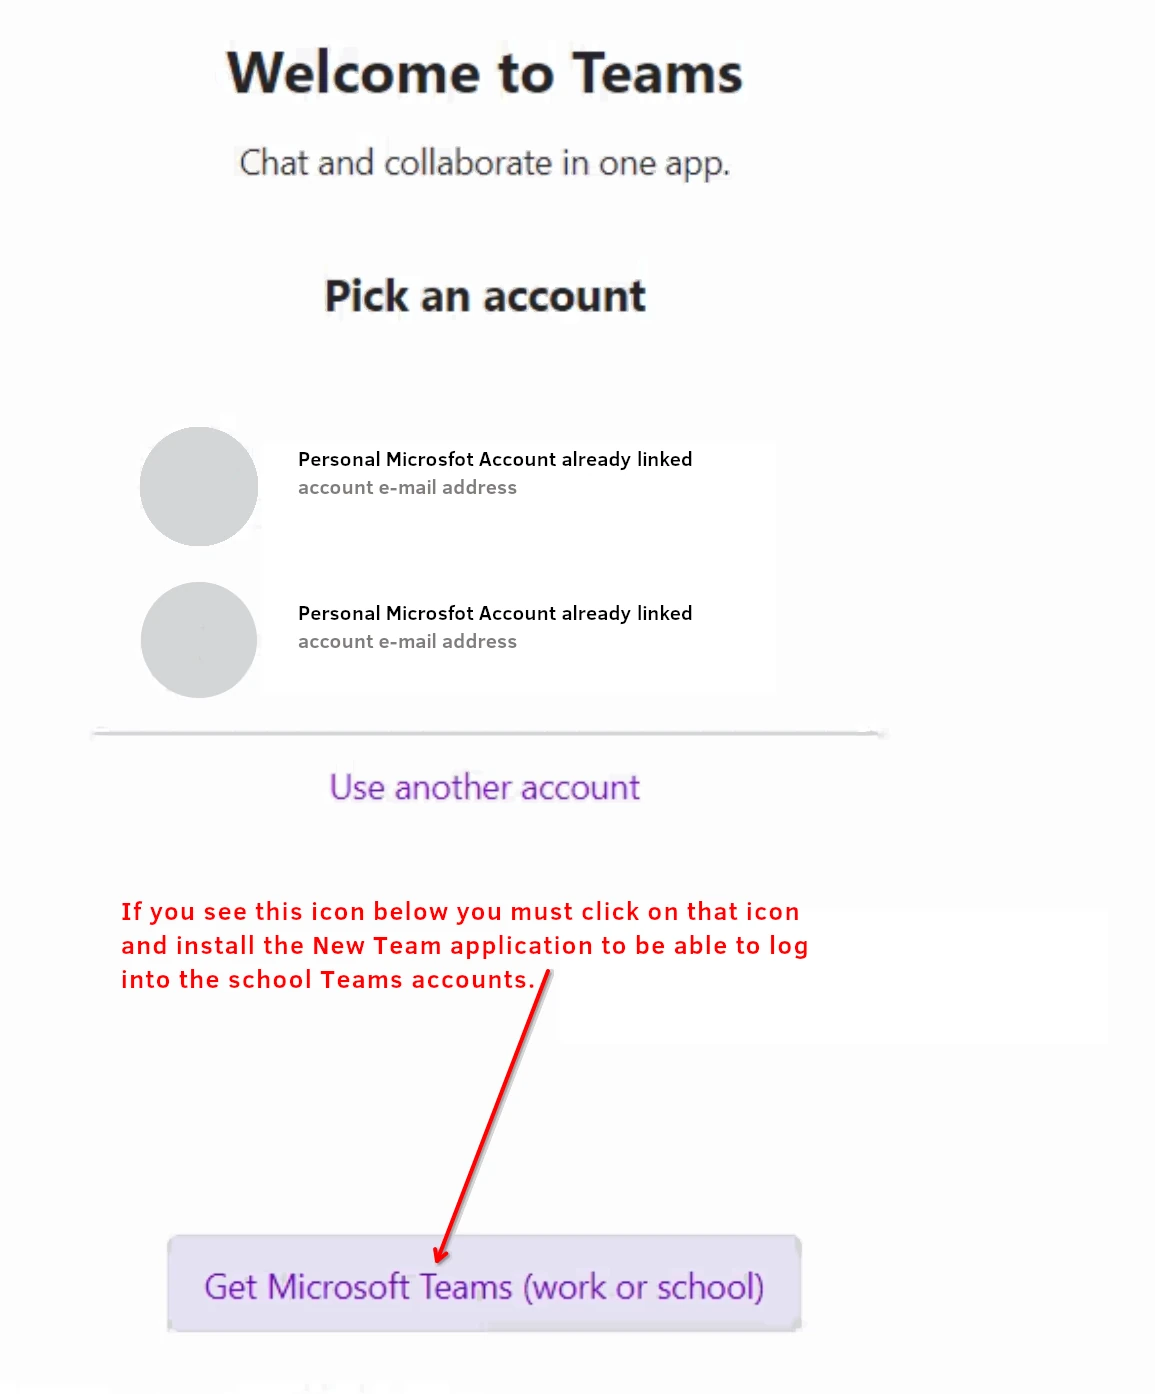 Welcome to Teams
Chat and collaborate in one app.
Pick an account
Personal Microsfot Account already linked
account e-mail address
Personal Microsfot Account already linked
account e-mail address
Use another account
If you see this icon below you must click on that icon
and install the New Team application to be able to log
into the school Teams accounts.
Get Microsoft Teams (work or school)